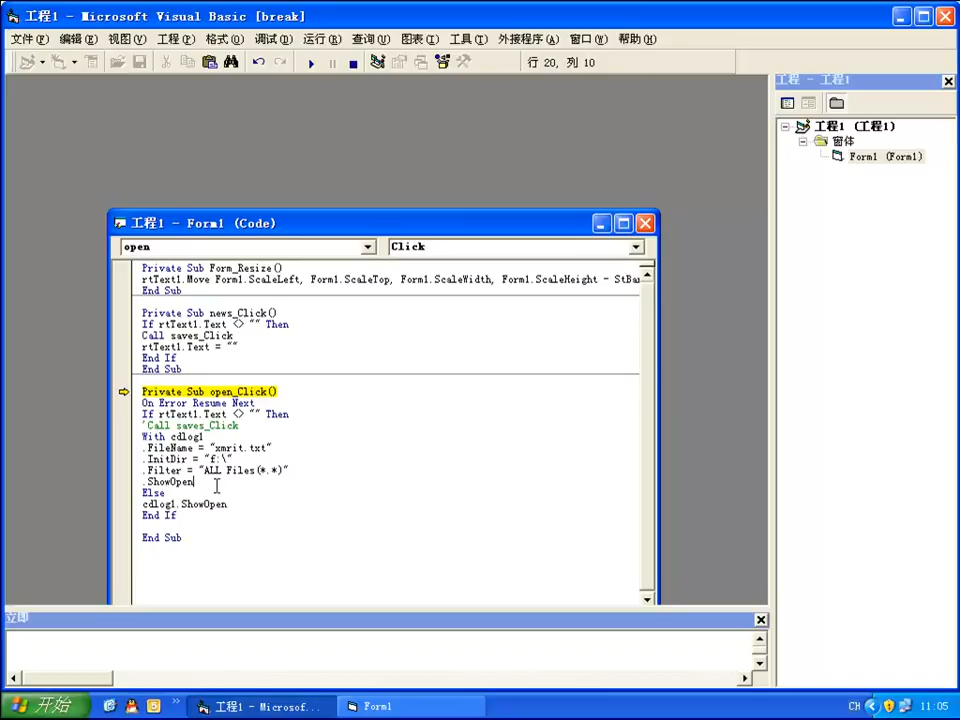 工程1 - Microsoft Visual Basic [break]
文件(F) 编辑(E) 视图(V) 工程(P) 格式(O) 调试(D) 运行(R) 查询(U) 图表(I) 工具(T) 外接程序(A) 窗口(W) 帮助(H)
行 20, 列 10
工程 - 工程1
工程1 (工程1)
窗体
Form1 (Form1)
工程1 - Form1 (Code)
open
Click
Private Sub Form_Resize()
rtText1.Move Form1.ScaleLeft, Form1.ScaleTop, Form1.ScaleWidth, Form1.ScaleHeight - StBa
End Sub
Private Sub news_Click()
If rtText1.Text <> "" Then
Call saves_Click
rtText1.Text = ""
End If
End Sub
Private Sub open_Click()
On Error Resume Next
If rtText1.Text <> "" Then
'Call saves_Click
With cdlog1
.FileName = "xmrit.txt"
.InitDir = "f:\"
.Filter = "ALL Files(*.*)"
.ShowOpen
Else
cdlog1.ShowOpen
End If
End Sub
立即
开始
工程1 - Microsof...
Form1
CH
11:05